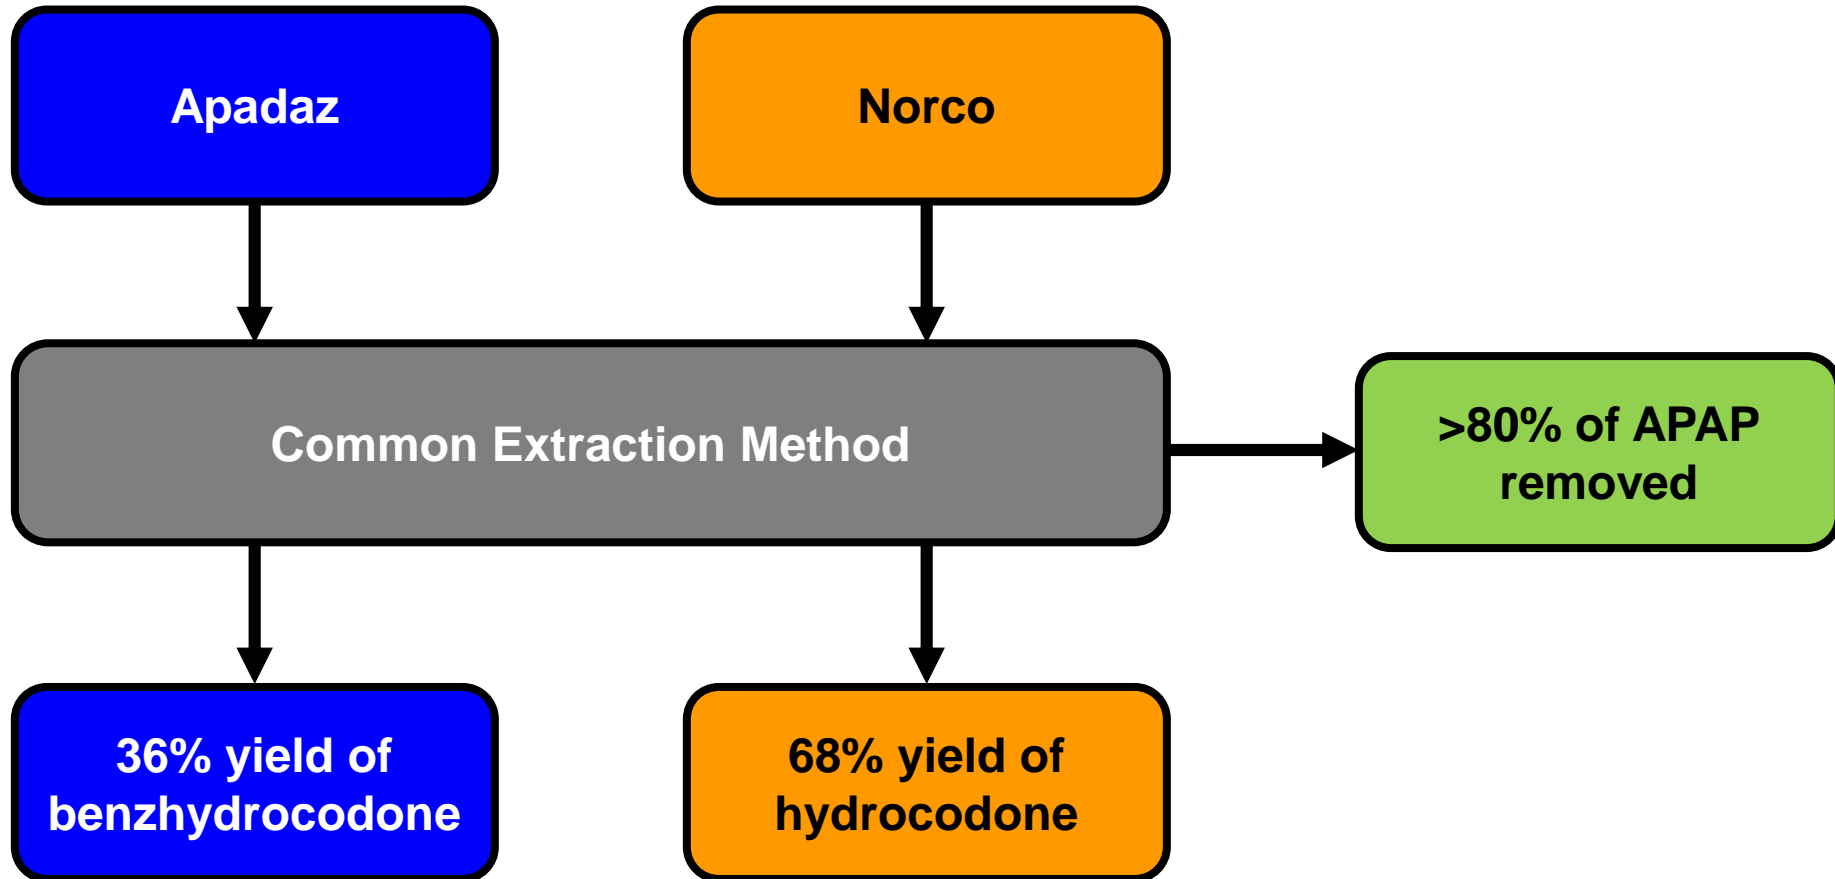 Apadaz
Norco
Common Extraction Method
>80% of APAP
removed
36% yield of
benzhydrocodone
68% yield of
hydrocodone